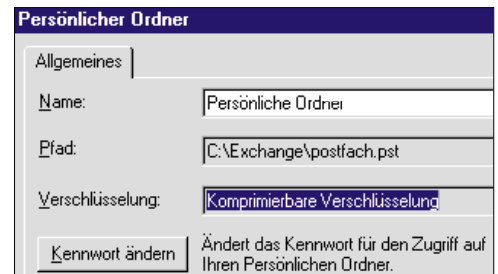 Persönlicher Ordner
Allgemeines
Name:
Persönliche Ordner
Pfad:
C:\Exchange\postfach.pst
Verschlüsselung:
Komprimierbare Verschlüsselung
Kennwort ändern
Ändert das Kennwort für den Zugriff auf
Ihren Persönlichen Ordner.